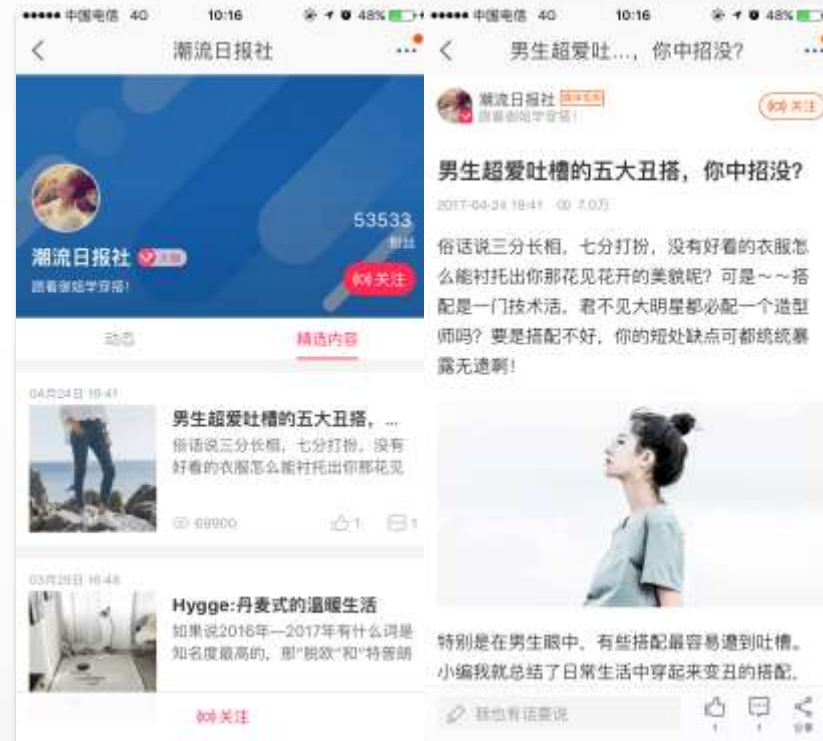 中国电信 4G 10:16 48%
潮流日报社
53533
粉丝
潮流日报社
跟着御姐学穿搭!
关注
动态 精选内容
04月24日 19:41
男生超爱吐槽的五大丑搭，...
俗话说三分长相，七分打扮，没有
好看的衣服怎么能衬托出你那花见
69900 1 1
03月29日 16:48
Hygge:丹麦式的温暖生活
如果说2016年—2017年有什么词是
知名度最高的，那"脱欧"和"特普朗
关注
中国电信 4G 10:16 48%
男生超爱吐...，你中招没?
潮流日报社
跟着御姐学穿搭!
关注
男生超爱吐槽的五大丑搭，你中招没?
2017-04-24 19:41 7.0万
俗话说三分长相，七分打扮，没有好看的衣服怎
么能衬托出你那花见花开的美貌呢? 可是～～搭
配是一门技术活，君不见大明星都必配一个造型
师吗? 要是搭配不好，你的短处缺点可都统统暴
露无遗啊!
特别是在男生眼中，有些搭配最容易遭到吐槽。
小编我就总结了日常生活中穿起来变丑的搭配，
我也有话要说 1 1 分享